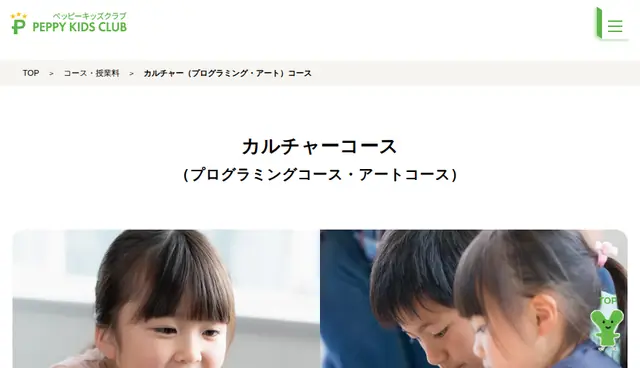 ペッピーキッズクラブ
PEPPY KIDS CLUB
TOP > コース・授業料 > カルチャー（プログラミング・アート）コース
カルチャーコース
（プログラミングコース・アートコース）
TOP